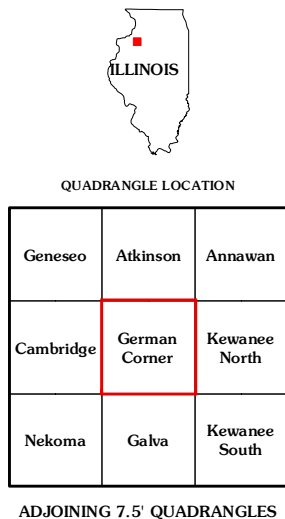 ILLINOIS
QUADRANGLE LOCATION
Geneseo
Atkinson
Annawan
Cambridge
German
Corner
Kewanee
North
Nekoma
Galva
Kewanee
South
ADJOINING 7.5' QUADRANGLES